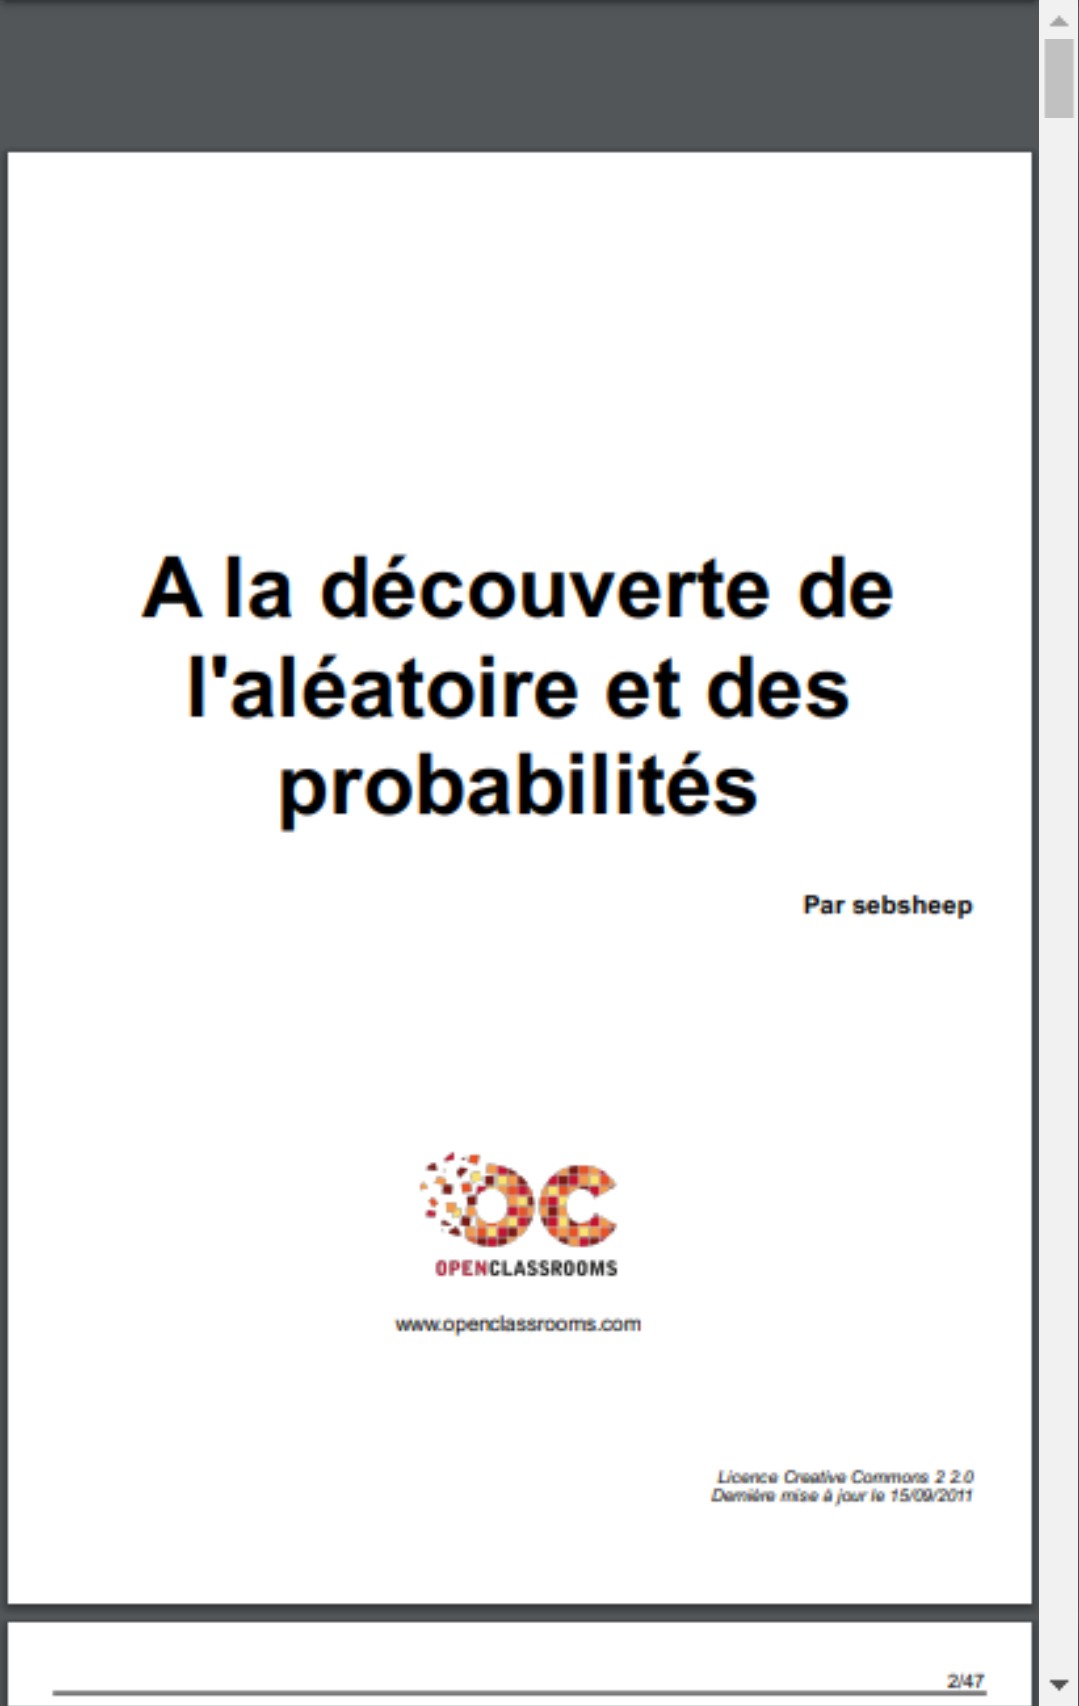 A la découverte de
l'aléatoire et des
probabilités
Par sebsheep
OC
OPENCLASSROOMS
www.openclassrooms.com
Licence Creative Commons 2 2.0
Dernière mise à jour le 15/09/2011
2/47